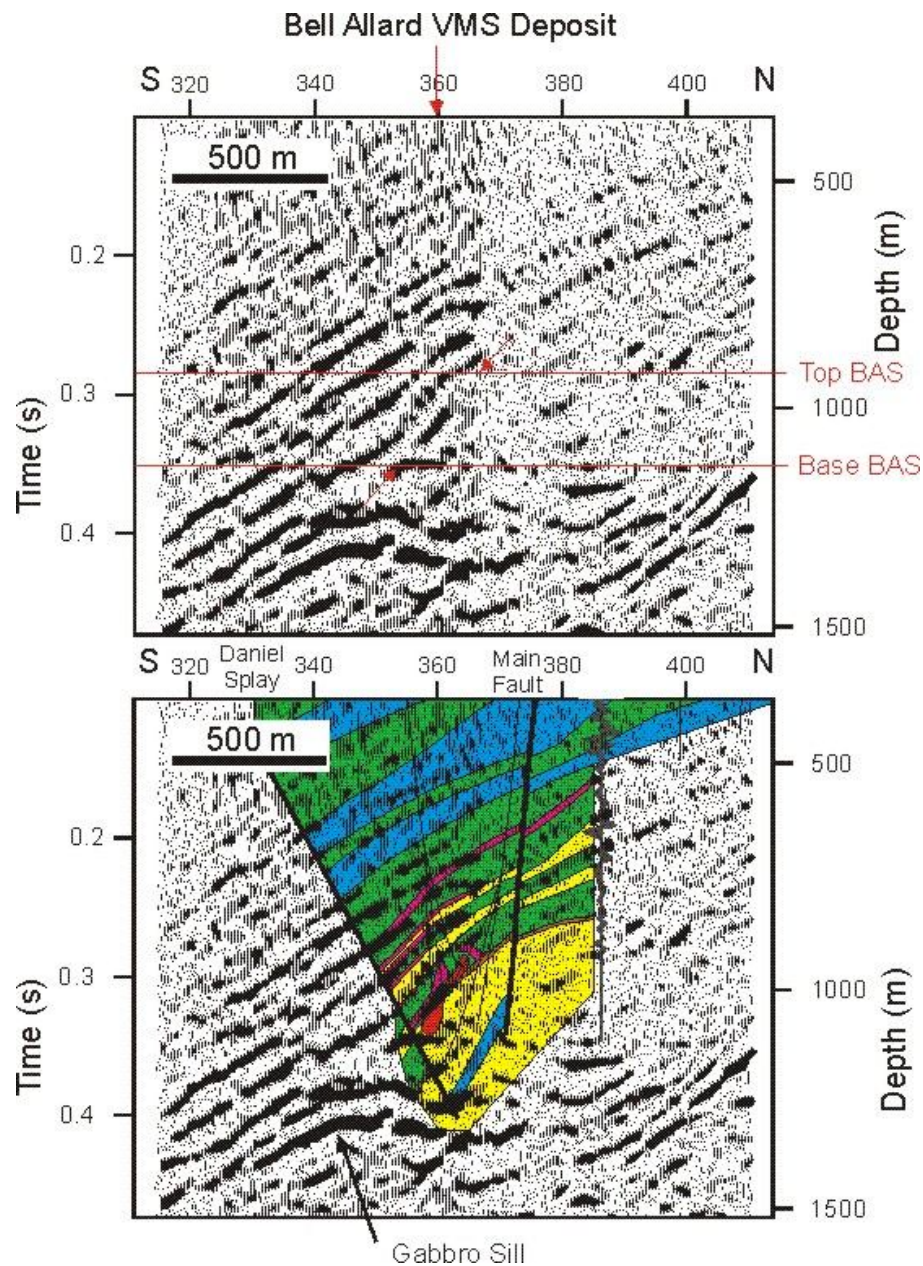 Bell Allard VMS Deposit
S 320 340 360 380 400 N
500 m
500
0.2
Depth (m)
Top BAS
0.3
1000
Time (s)
Base BAS
0.4
1500
S 320 Daniel Splay 340 360 Main Fault 380 400 N
500 m
500
0.2
0.3
1000
Time (s)
Depth (m)
0.4
1500
Gabbro Sill